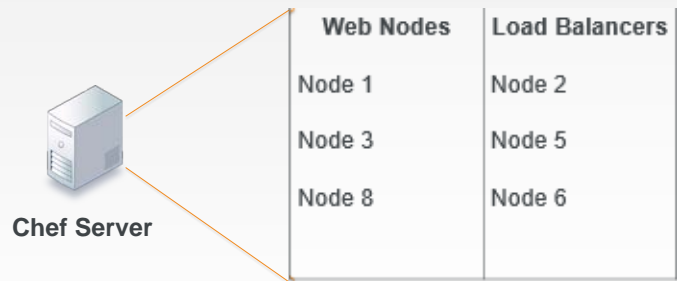 Web Nodes Load Balancers
Node 1 Node 2
Node 3 Node 5
Node 8 Node 6
Chef Server